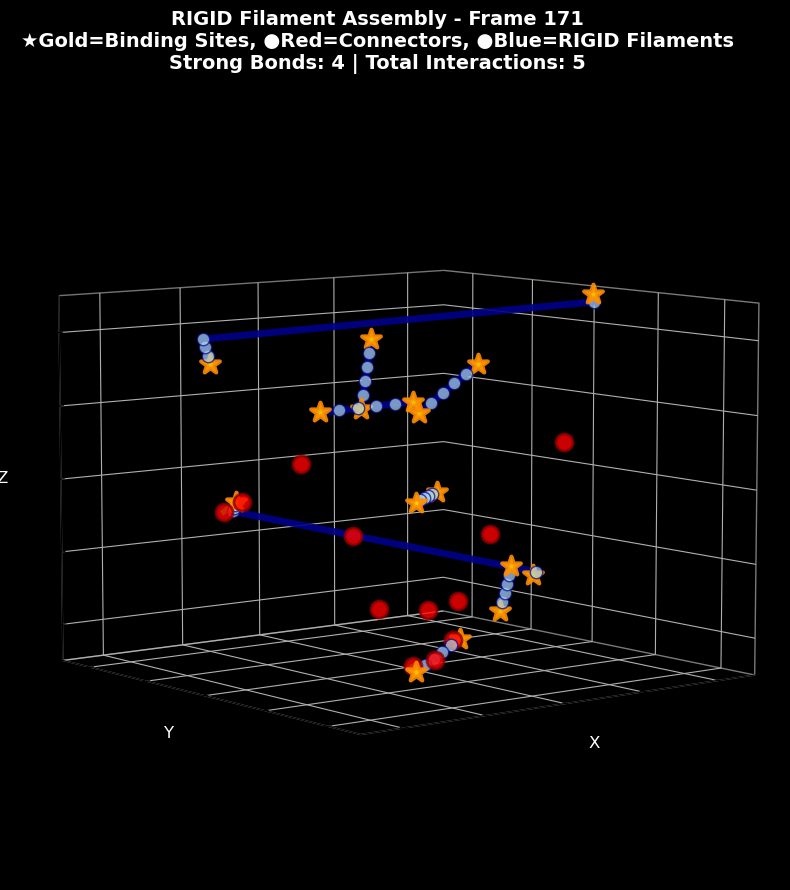 RIGID Filament Assembly - Frame 171
★Gold=Binding Sites, ●Red=Connectors, ●Blue=RIGID Filaments
Strong Bonds: 4 | Total Interactions: 5
Z
Y
X